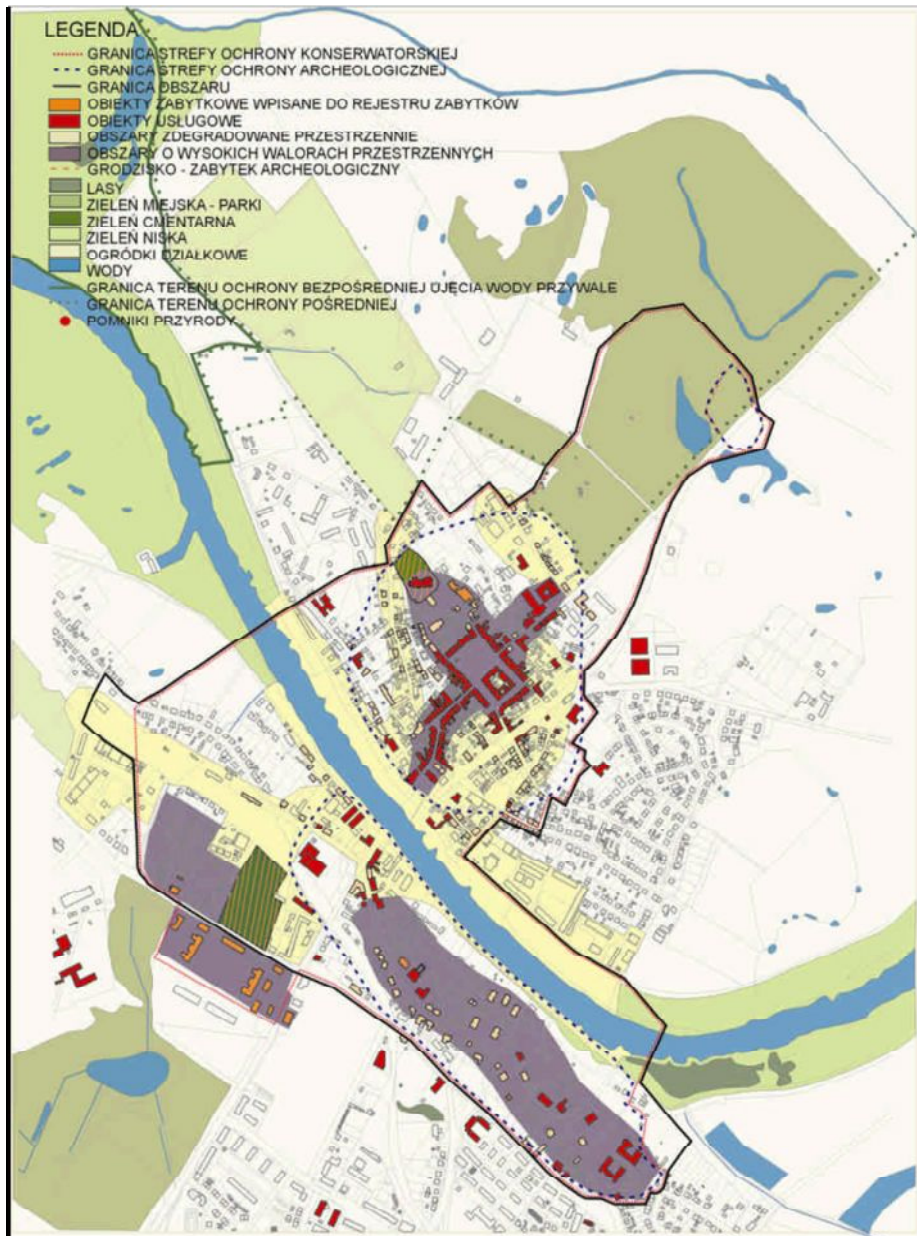 LEGENDA
GRANICA STREFY OCHRONY KONSERWATORSKIEJ
GRANICA STREFY OCHRONY ARCHEOLOGICZNEJ
GRANICA OBSZARU
OBIEKTY ZABYTKOWE WPISANE DO REJESTRU ZABYTKÓW
OBIEKTY USŁUGOWE
OBSZARY ZDEGRADOWANE PRZESTRZENNIE
OBSZARY O WYSOKICH WALORACH PRZESTRZENNYCH
GRODZISKO - ZABYTEK ARCHEOLOGICZNY
LASY
ZIELEŃ MIEJSKA - PARKI
ZIELEŃ CMENTARNA
ZIELEŃ NISKA
OGRÓDKI DZIAŁKOWE
WODY
GRANICA TERENU OCHRONY BEZPOŚREDNIEJ UJĘCIA WODY PRZYWALE
GRANICA TERENU OCHRONY POŚREDNIEJ
POMNIKI PRZYRODY